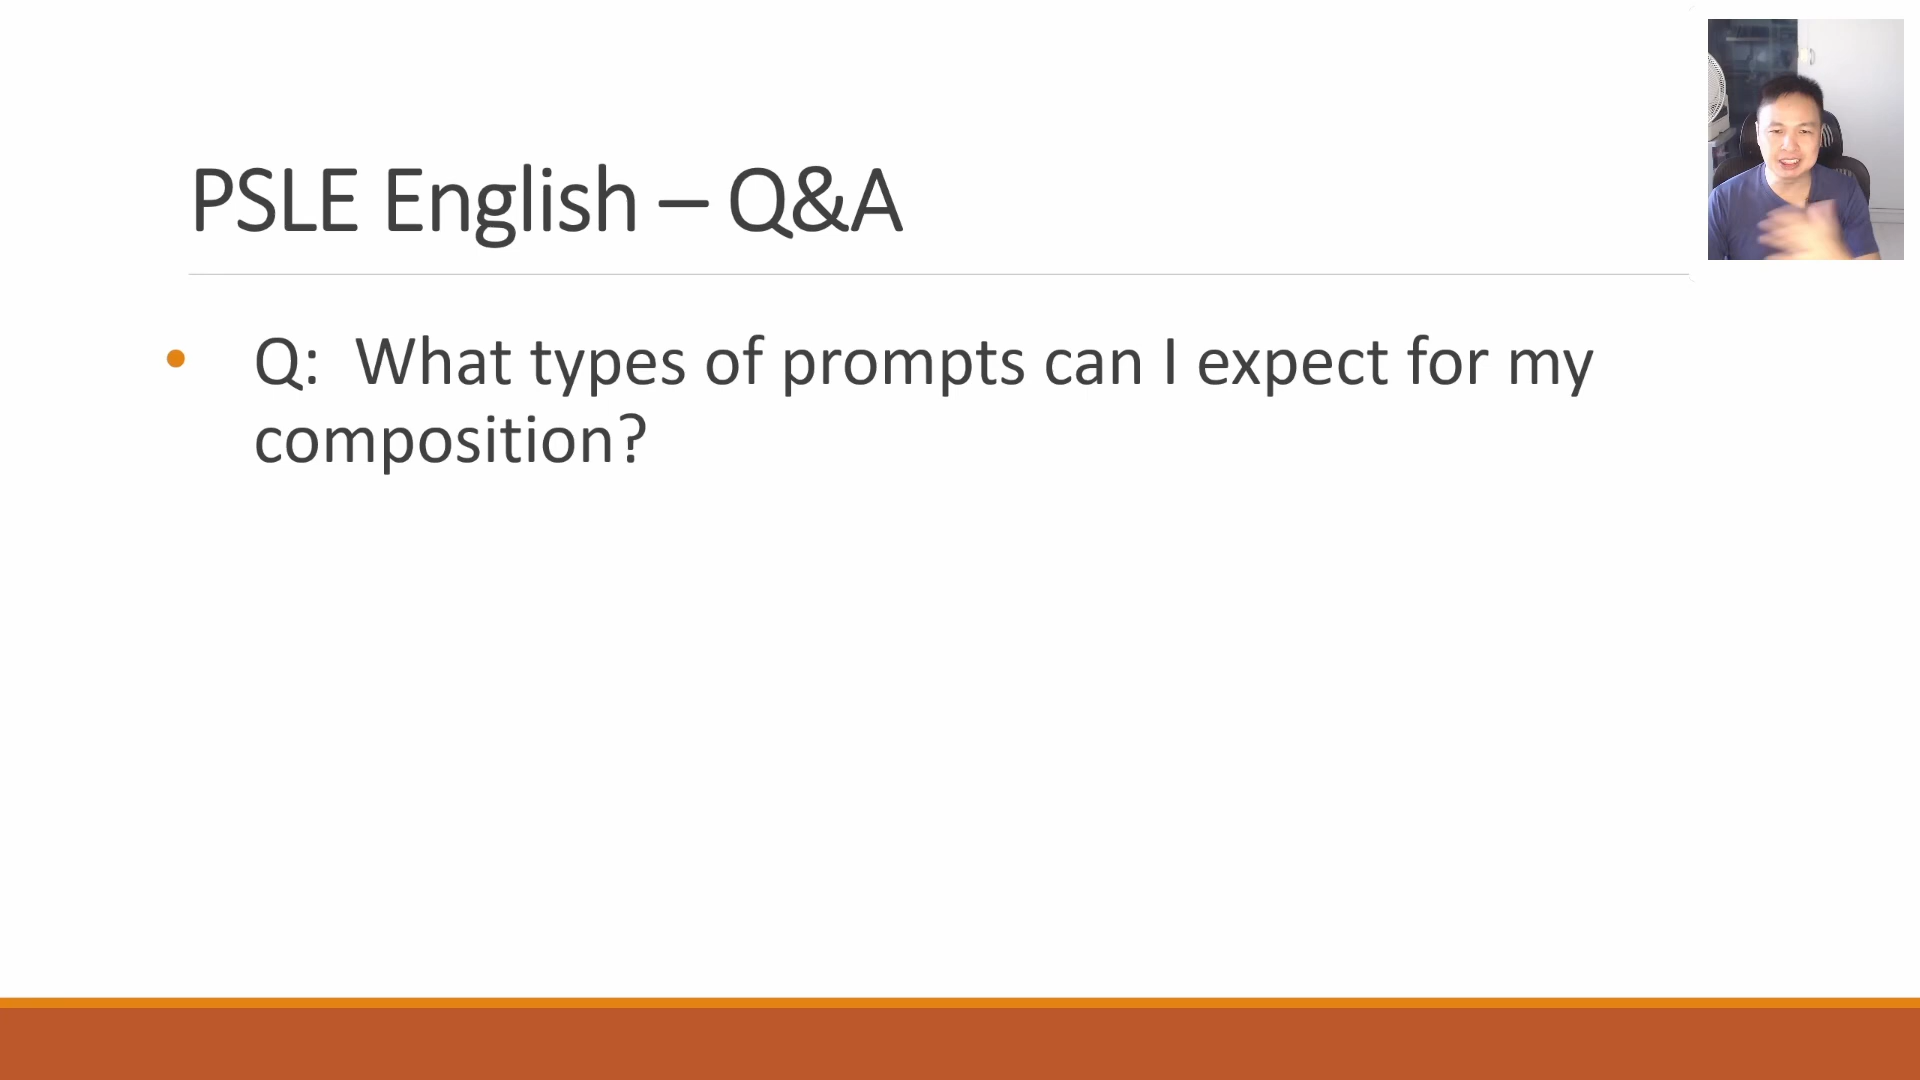 PSLE English – Q&A
• Q: What types of prompts can I expect for my
composition?